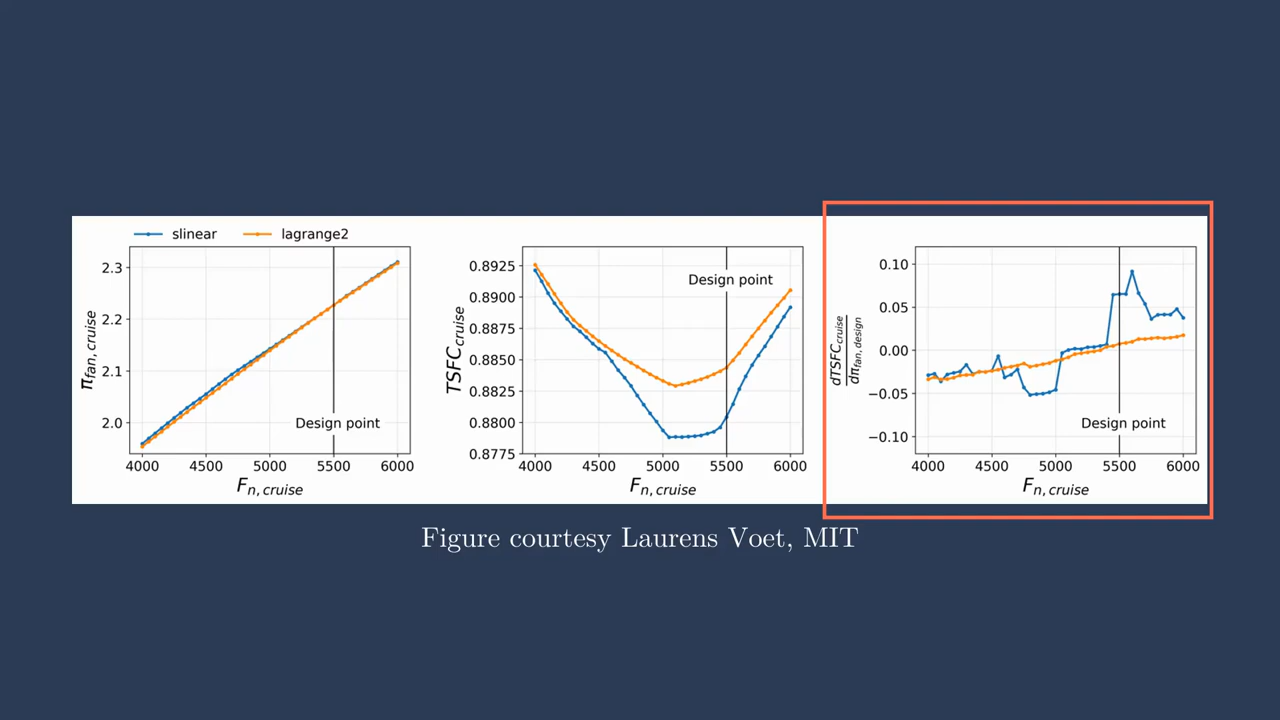 slinear
lagrange2
2.3
2.2
2.1
2.0
π_fan, cruise
Design point
4000 4500 5000 5500 6000
F_n, cruise
0.8925
0.8900
0.8875
0.8850
0.8825
0.8800
0.8775
TSFC_cruise
Design point
4000 4500 5000 5500 6000
F_n, cruise
0.10
0.05
0.00
−0.05
−0.10
dTSFC_cruise
dπ_fan, design
Design point
4000 4500 5000 5500 6000
F_n, cruise
Figure courtesy Laurens Voet, MIT